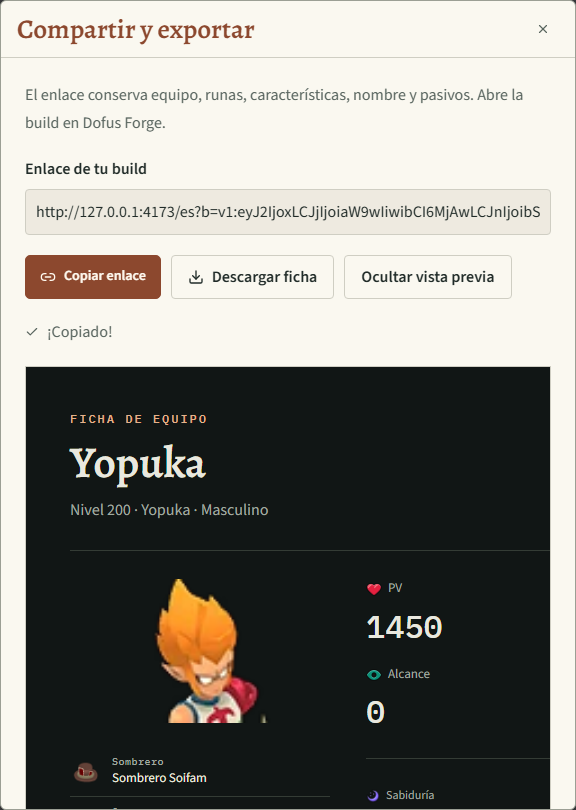 Compartir y exportar
El enlace conserva equipo, runas, características, nombre y pasivos. Abre la
build en Dofus Forge.
Enlace de tu build
http://127.0.0.1:4173/es?b=v1:eyJ2IjoxLCJjIjoiaW9wIiwibCI6MjAwLCJnIjoibS
Copiar enlace
Descargar ficha
Ocultar vista previa
¡Copiado!
FICHA DE EQUIPO
Yopuka
Nivel 200 · Yopuka · Masculino
PV
1450
Alcance
0
Sombrero
Sombrero Soifam
Sabiduría